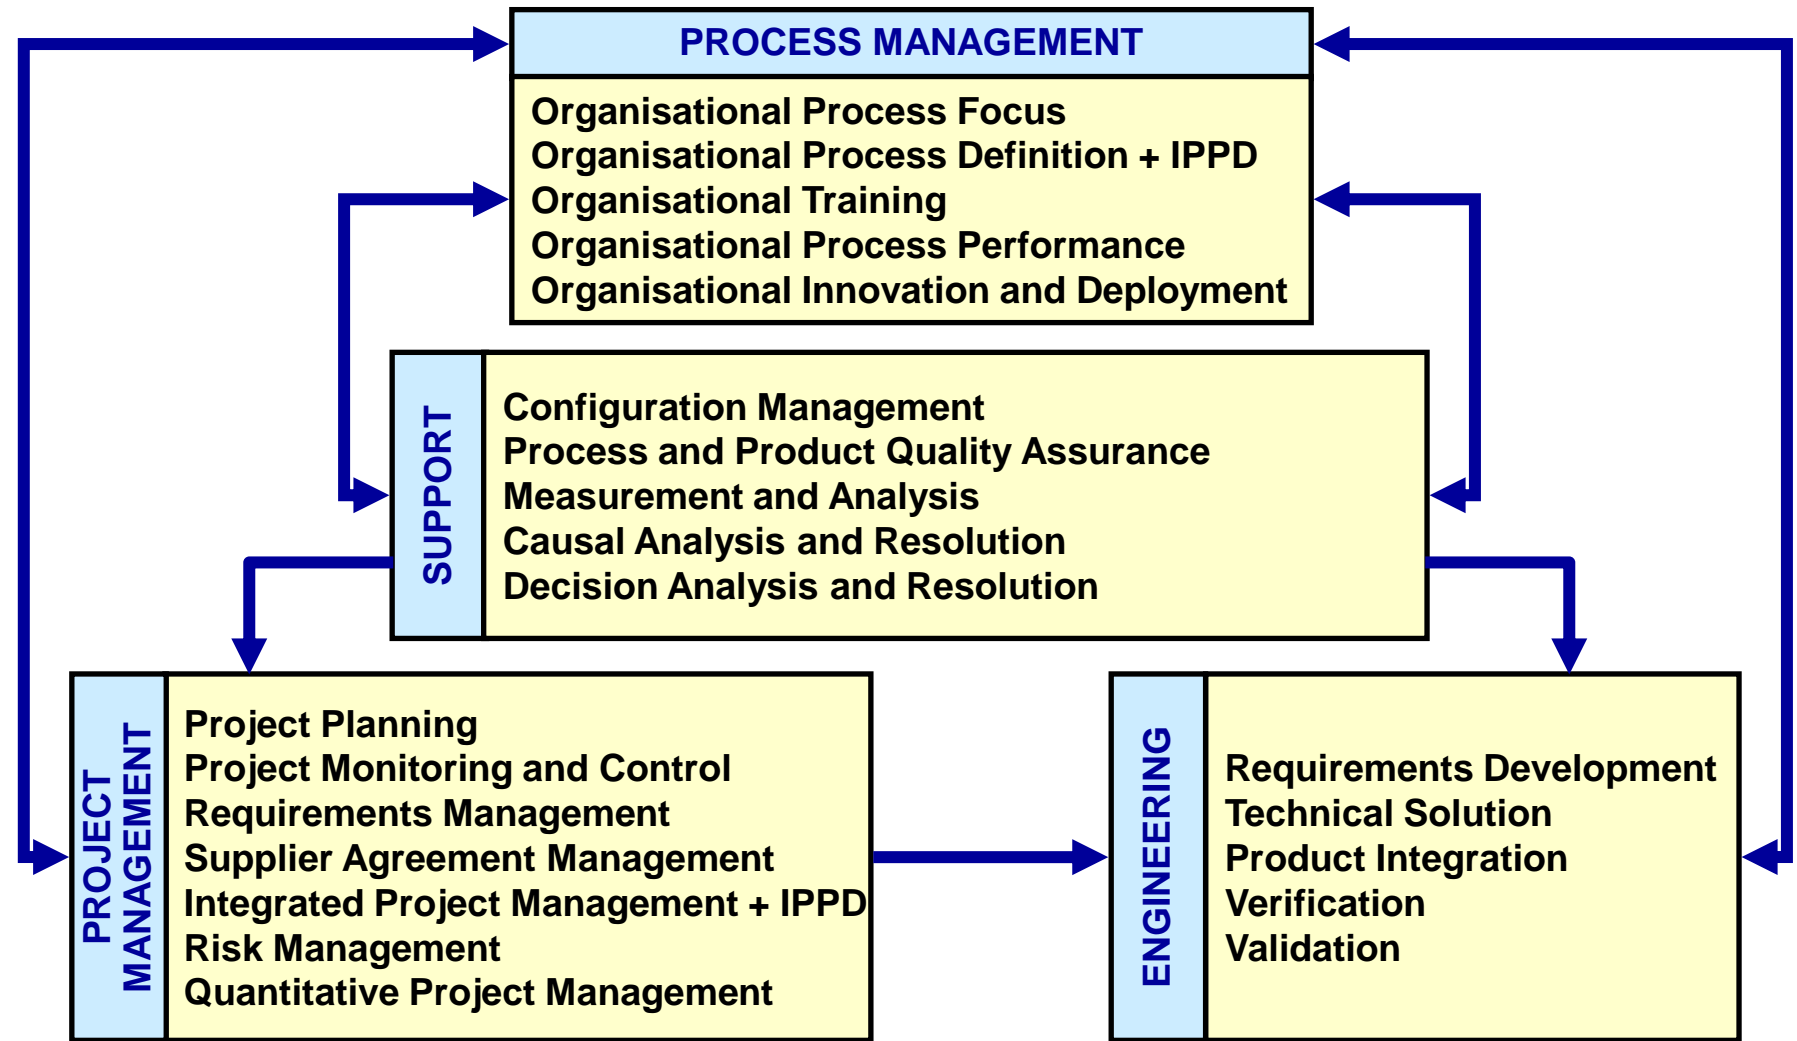 PROCESS MANAGEMENT
Organisational Process Focus
Organisational Process Definition + IPPD
Organisational Training
Organisational Process Performance
Organisational Innovation and Deployment
SUPPORT
Configuration Management
Process and Product Quality Assurance
Measurement and Analysis
Causal Analysis and Resolution
Decision Analysis and Resolution
PROJECT
MANAGEMENT
Project Planning
Project Monitoring and Control
Requirements Management
Supplier Agreement Management
Integrated Project Management + IPPD
Risk Management
Quantitative Project Management
ENGINEERING
Requirements Development
Technical Solution
Product Integration
Verification
Validation